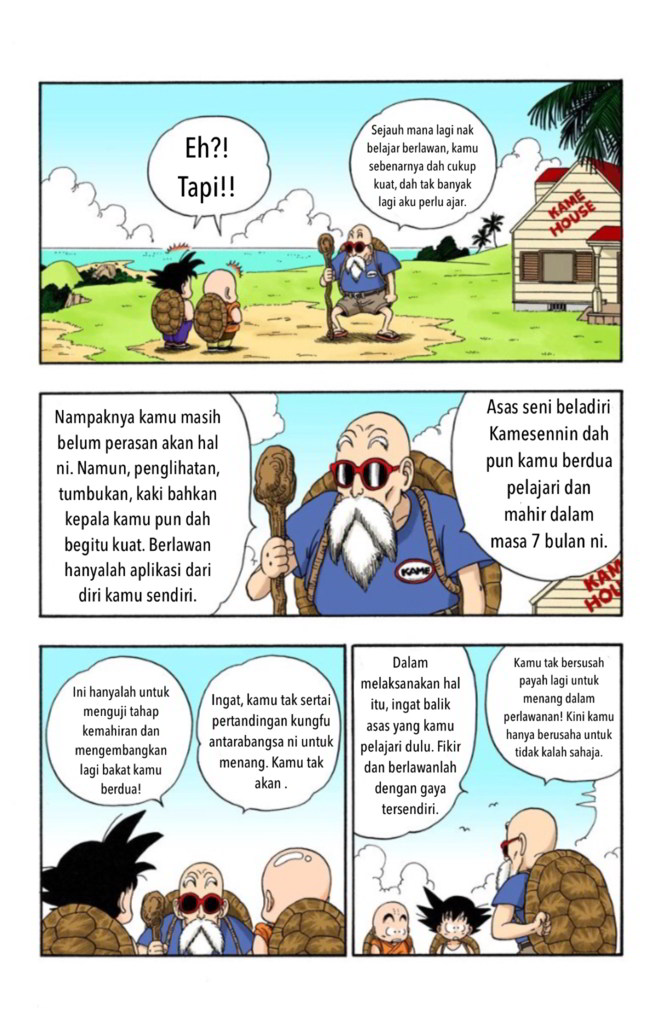 Sejauh mana lagi nak
belajar berlawan, kamu
sebenarnya dah cukup
kuat, dah tak banyak
lagi aku perlu ajar.
Eh?!
Tapi!!
KAME
HOUSE
Asas seni beladiri
Kamesennin dah
pun kamu berdua
pelajari dan
mahir dalam
masa 7 bulan ni.
Nampaknya kamu masih
belum perasan akan hal
ni. Namun, penglihatan,
tumbukan, kaki bahkan
kepala kamu pun dah
begitu kuat. Berlawan
hanyalah aplikasi dari
diri kamu sendiri.
KAME
KAM
HOU
Kamu tak bersusah
payah lagi untuk
menang dalam
perlawanan! Kini kamu
hanya berusaha untuk
tidak kalah sahaja.
Dalam
melaksanakan hal
itu, ingat balik
asas yang kamu
pelajari dulu. Fikir
dan berlawanlah
dengan gaya
tersendiri.
Ingat, kamu tak sertai
pertandingan kungfu
antarabangsa ni untuk
menang. Kamu tak
akan .
Ini hanyalah untuk
menguji tahap
kemahiran dan
mengembangkan
lagi bakat kamu
berdua!